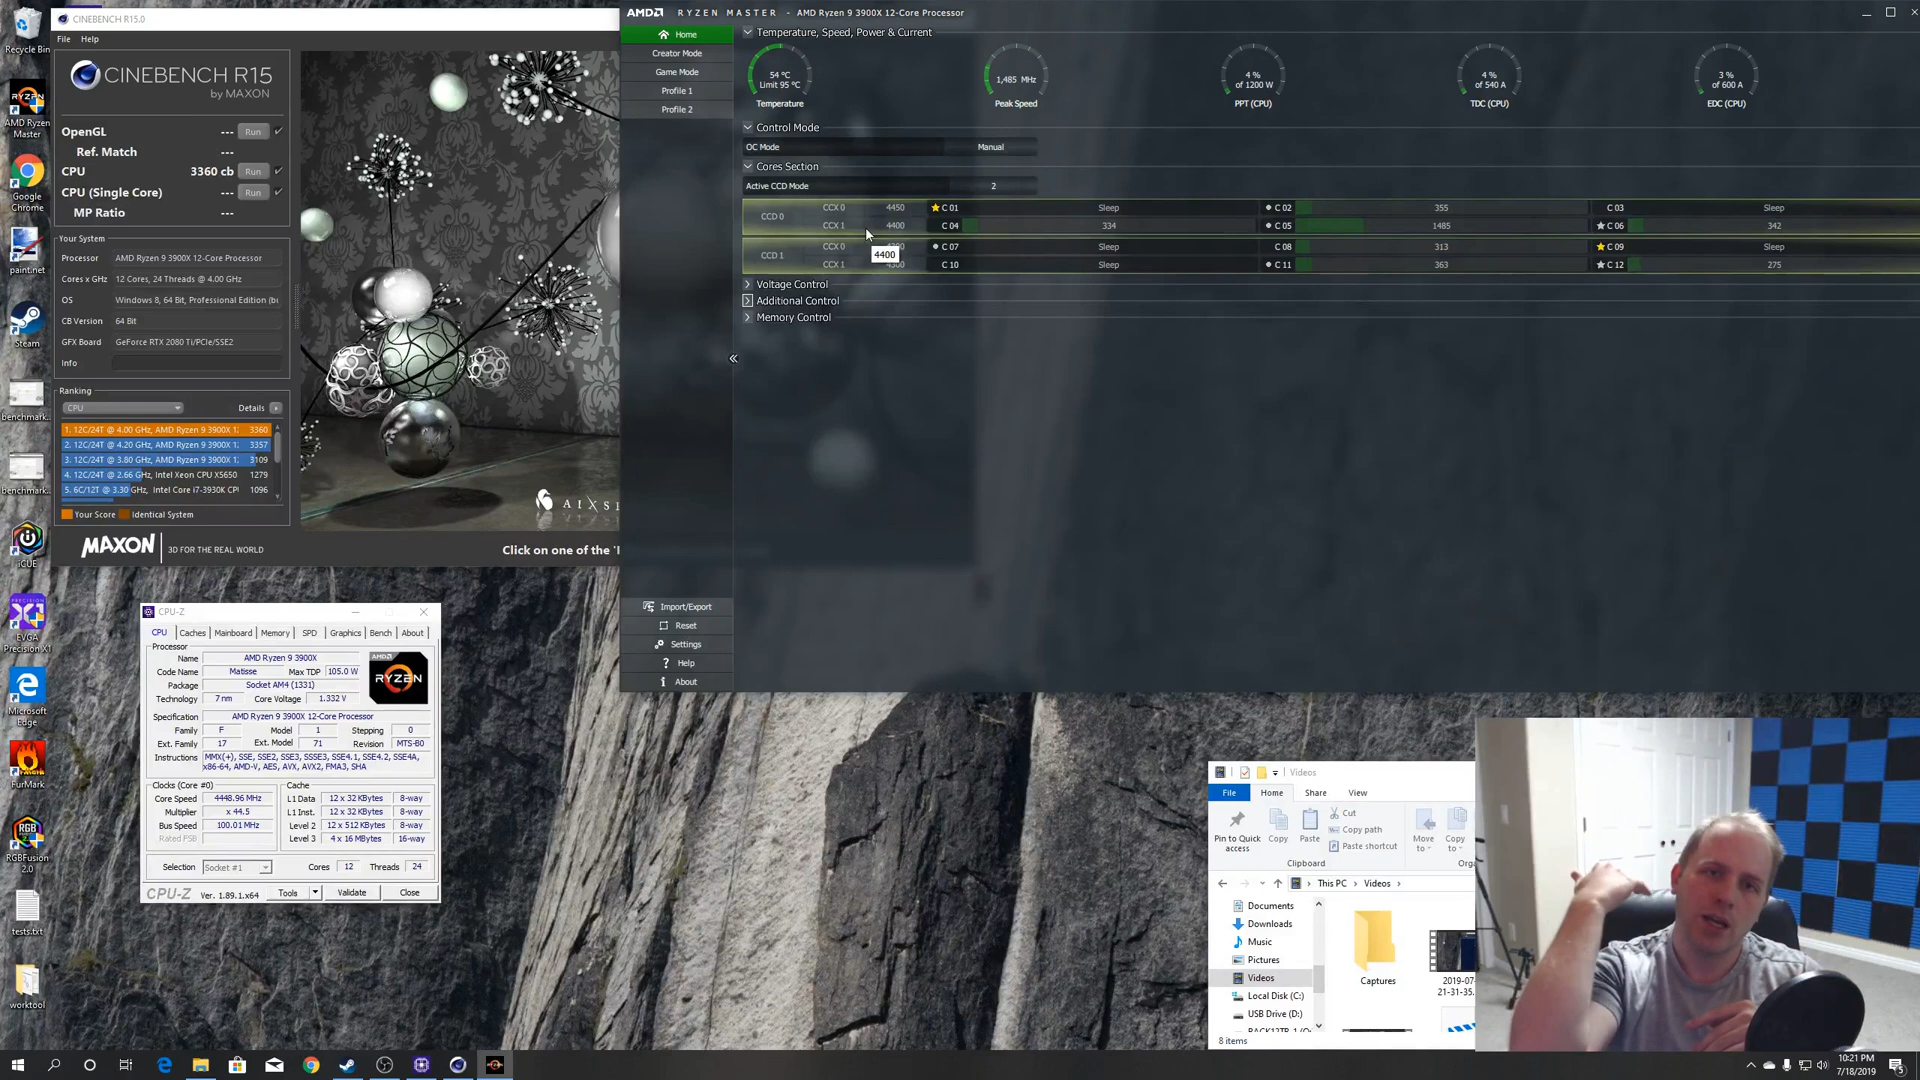 Recycle Bin
AMD Ryzen Master
Google Chrome
paint.net
Steam
benchmark...
benchmark...
iCUE
EVGA Precision X1
Microsoft Edge
FurMark
RGBFusion 2.0
tests.txt
worktool
CINEBENCH R15.0
File Help
CINEBENCH R15
by MAXON
OpenGL --- Run
Ref. Match ---
CPU 3360 cb Run
CPU (Single Core) --- Run
MP Ratio ---
Your System
Processor AMD Ryzen 9 3900X 12-Core Processor
Cores x GHz 12 Cores, 24 Threads @ 4.00 GHz
OS Windows 8, 64 Bit, Professional Edition (bu
CB Version 64 Bit
GFX Board GeForce RTX 2080 Ti/PCIe/SSE2
Info
Ranking
CPU Details
1. 12C/24T @ 4.00 GHz, AMD Ryzen 9 3900X 1: 3360
2. 12C/24T @ 4.20 GHz, AMD Ryzen 9 3900X 1: 3357
3. 12C/24T @ 3.80 GHz, AMD Ryzen 9 3900X 1: 3109
4. 12C/24T @ 2.66 GHz, Intel Xeon CPU X5650 1279
5. 6C/12T @ 3.30 GHz, Intel Core i7-3930K CPU 1096
Your Score Identical System
MAXON 3D FOR THE REAL WORLD
AIXS
Click on one of the '
AMD RYZEN MASTER - AMD Ryzen 9 3900X 12-Core Processor
Home
Creator Mode
Game Mode
Profile 1
Profile 2
Import/Export
Reset
Settings
Help
About
Temperature, Speed, Power & Current
54 °C
Limit 95 °C
Temperature
1,485 MHz
Peak Speed
4 %
of 1200 W
PPT (CPU)
4 %
of 540 A
TDC (CPU)
3 %
of 600 A
EDC (CPU)
Control Mode
OC Mode Manual
Cores Section
Active CCD Mode 2
CCD 0
CCX 0 4450 C 01 Sleep C 02 355 C 03 Sleep
CCX 1 4400 C 04 334 C 05 1485 C 06 342
CCD 1
CCX 0 C 07 Sleep C 08 313 C 09 Sleep
CCX 1 C 10 Sleep C 11 363 C 12 275
4400
Voltage Control
Additional Control
Memory Control
CPU-Z
CPU Caches Mainboard Memory SPD Graphics Bench About
Processor
Name AMD Ryzen 9 3900X
Code Name Matisse Max TDP 105.0 W
Package Socket AM4 (1331)
Technology 7 nm Core Voltage 1.332 V
AMD
RYZEN
Specification AMD Ryzen 9 3900X 12-Core Processor
Family F Model 1 Stepping 0
Ext. Family 17 Ext. Model 71 Revision MTS-B0
Instructions MMX(+), SSE, SSE2, SSE3, SSSE3, SSE4.1, SSE4.2, SSE4A,
x86-64, AMD-V, AES, AVX, AVX2, FMA3, SHA
Clocks (Core #0)
Core Speed 4448.96 MHz
Multiplier x 44.5
Bus Speed 100.01 MHz
Rated FSB
Cache
L1 Data 12 x 32 KBytes 8-way
L1 Inst. 12 x 32 KBytes 8-way
Level 2 12 x 512 KBytes 8-way
Level 3 4 x 16 MBytes 16-way
Selection Socket #1 Cores 12 Threads 24
CPU-Z Ver. 1.89.1.x64 Tools Validate Close
Videos
File Home Share View
Pin to Quick access
Copy
Paste
Cut
Copy path
Paste shortcut
Move to
Copy to
Clipboard
Orga
This PC Videos
Documents
Downloads
Music
Pictures
Videos
Local Disk (C:)
USB Drive (D:)
Captures
2019-07-
21-31-35.
8 items
10:21 PM
7/18/2019
5